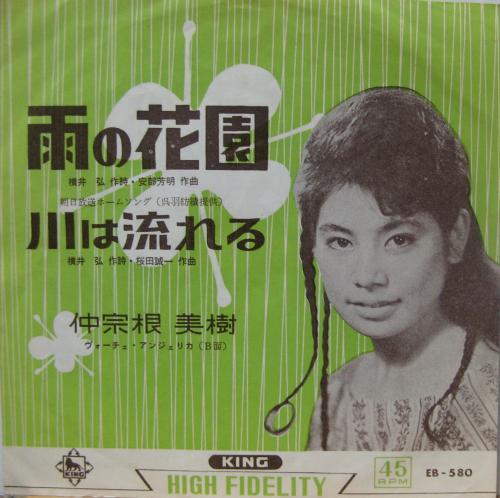 雨の花園
横井 弘 作詩・安部芳明 作曲
朝日放送ホームソング(呉羽紡績提供)
川は流れる
横井 弘 作詩・桜田誠一 作曲
仲宗根 美樹
ヴォーチェ・アンジェリカ(B面)
KING
KING
HIGH FIDELITY
45
RPM
EB-580